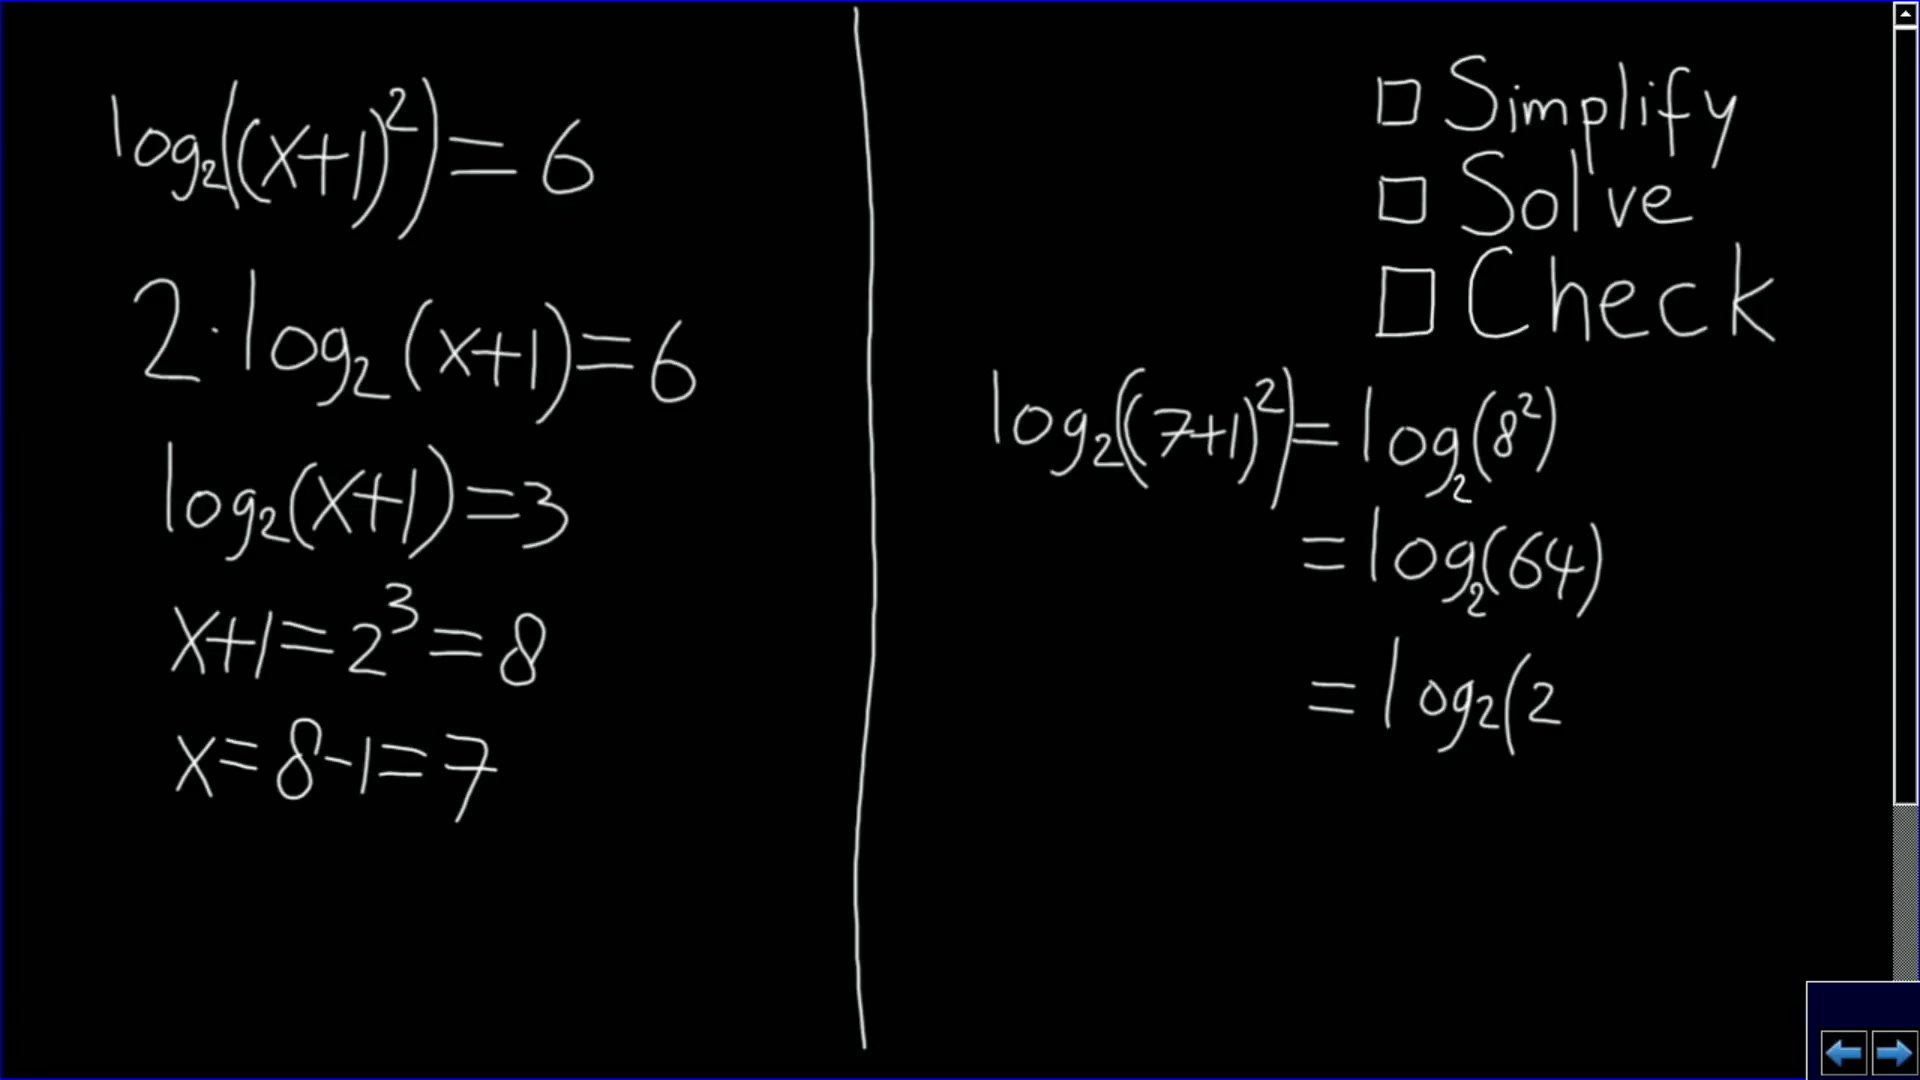 log₂((x+1)²) = 6
2·log₂(x+1) = 6
log₂(x+1) = 3
x+1 = 2³ = 8
x = 8-1 = 7
□ Simplify
□ Solve
□ Check
log₂((7+1)²) = log₂(8²)
= log₂(64)
= log₂(2